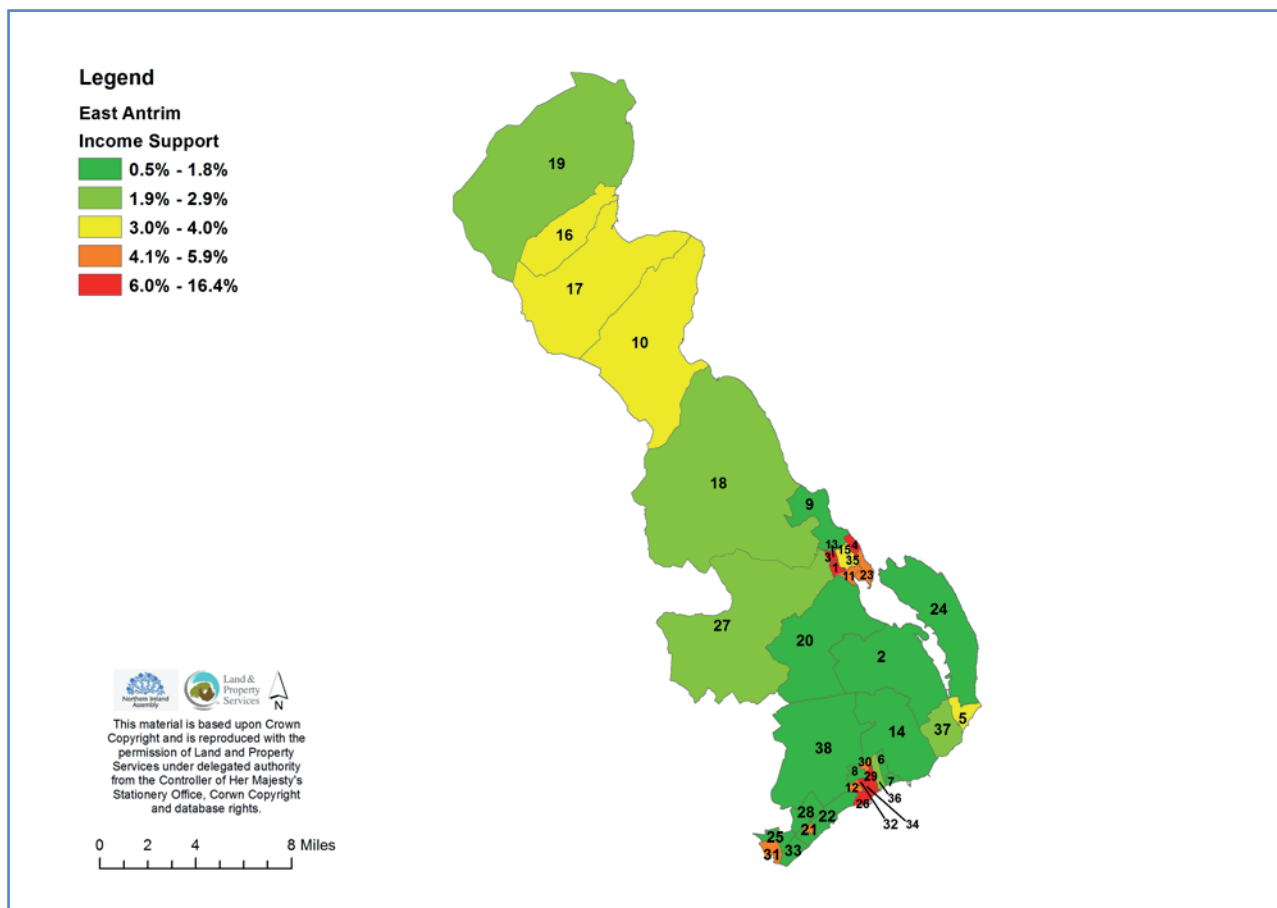 Legend
East Antrim
Income Support
0.5% - 1.8%
1.9% - 2.9%
3.0% - 4.0%
4.1% - 5.9%
6.0% - 16.4%
19
16
17
10
18
9
13
15
4
3
35
1
11
23
24
27
20
2
5
37
14
38
30
6
8
29
7
12
36
26
32
34
28
22
21
25
31
33
Northern Ireland
Assembly
Land &
Property
Services
N
This material is based upon Crown
Copyright and is reproduced with the
permission of Land and Property
Services under delegated authority
from the Controller of Her Majesty's
Stationery Office, Corwn Copyright
and database rights.
0 2 4 8 Miles